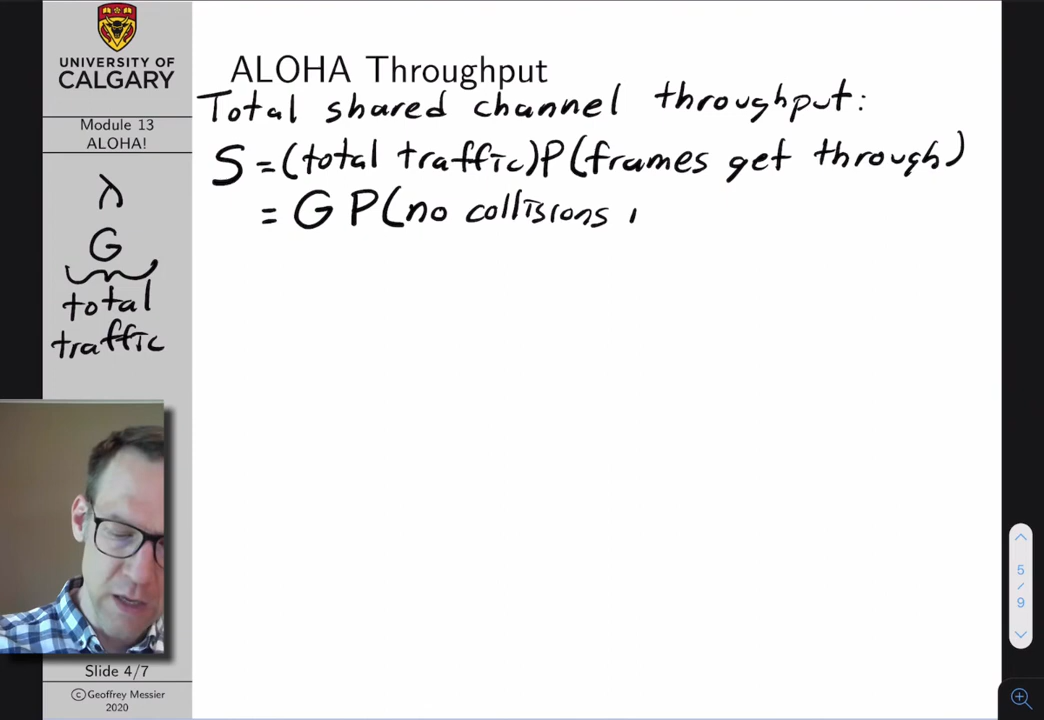 UNIVERSITY OF
CALGARY
Module 13
ALOHA!
λ
G
total
traffic
Slide 4/7
©Geoffrey Messier
2020
ALOHA Throughput
Total shared channel throughput:
S = (total traffic)P(frames get through)
= G P(no collisions
5
/
9